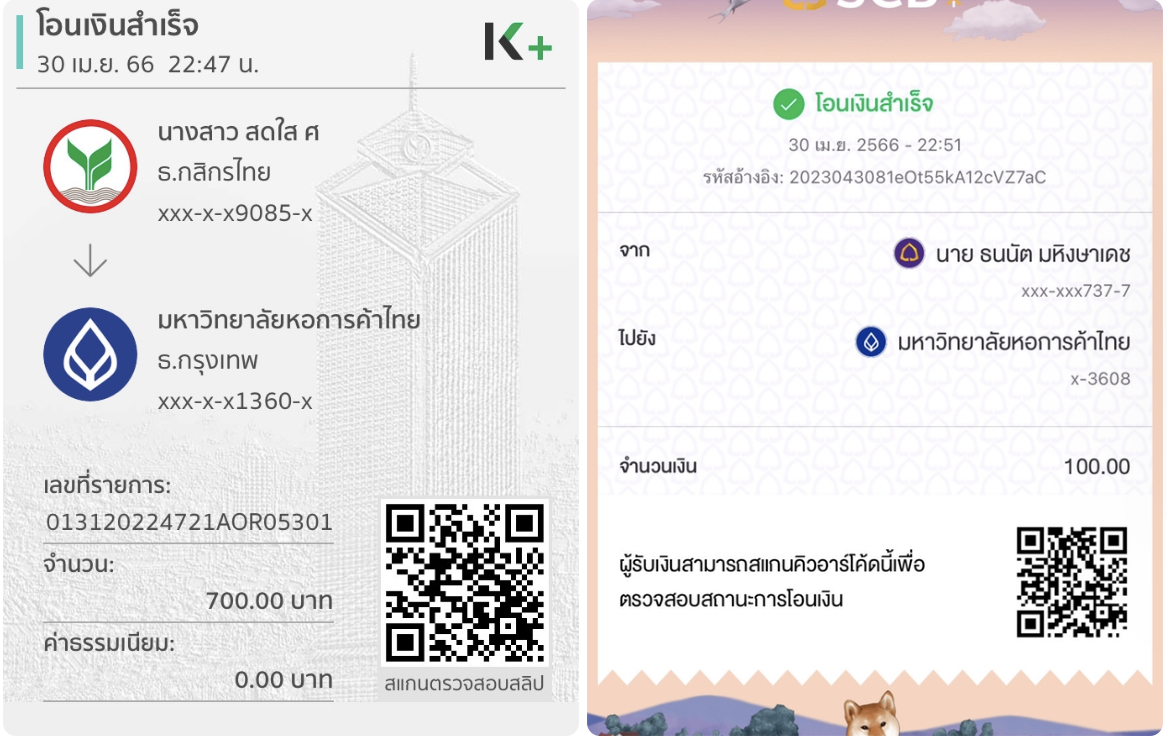 โอนเงินสำเร็จ
30 เม.ย. 66 22:47 น.
K+
นางสาว สดใส ศ
ธ.กสิกรไทย
xxx-x-x9085-x
มหาวิทยาลัยหอการค้าไทย
ธ.กรุงเทพ
xxx-x-x1360-x
เลขที่รายการ:
013120224721AOR05301
จำนวน:
700.00 บาท
ค่าธรรมเนียม:
0.00 บาท
สแกนตรวจสอบสลิป
SCB+
โอนเงินสำเร็จ
30 เม.ย. 2566 - 22:51
รหัสอ้างอิง: 2023043081eOt55kA12cVZ7aC
จาก
นาย ธนนัต มหิงษาเดช
xxx-xxx737-7
ไปยัง
มหาวิทยาลัยหอการค้าไทย
x-3608
จำนวนเงิน
100.00
ผู้รับเงินสามารถสแกนคิวอาร์โค้ดนี้เพื่อ
ตรวจสอบสถานะการโอนเงิน